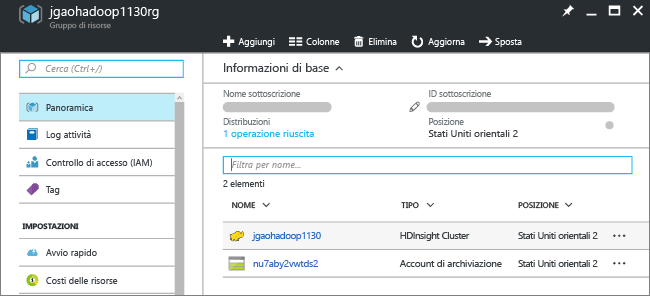 jgaohadoop1130rg
Gruppo di risorse
Aggiungi Colonne Elimina Aggiorna Sposta
Cerca (Ctrl+/)
Panoramica
Log attività
Controllo di accesso (IAM)
Tag
IMPOSTAZIONI
Avvio rapido
Costi delle risorse
Informazioni di base
Nome sottoscrizione ID sottoscrizione
Distribuzioni Posizione
1 operazione riuscita Stati Uniti orientali 2
Filtra per nome...
2 elementi
NOME TIPO POSIZIONE
jgaohadoop1130 HDInsight Cluster Stati Uniti orientali 2
nu7aby2vwtds2 Account di archiviazione Stati Uniti orientali 2